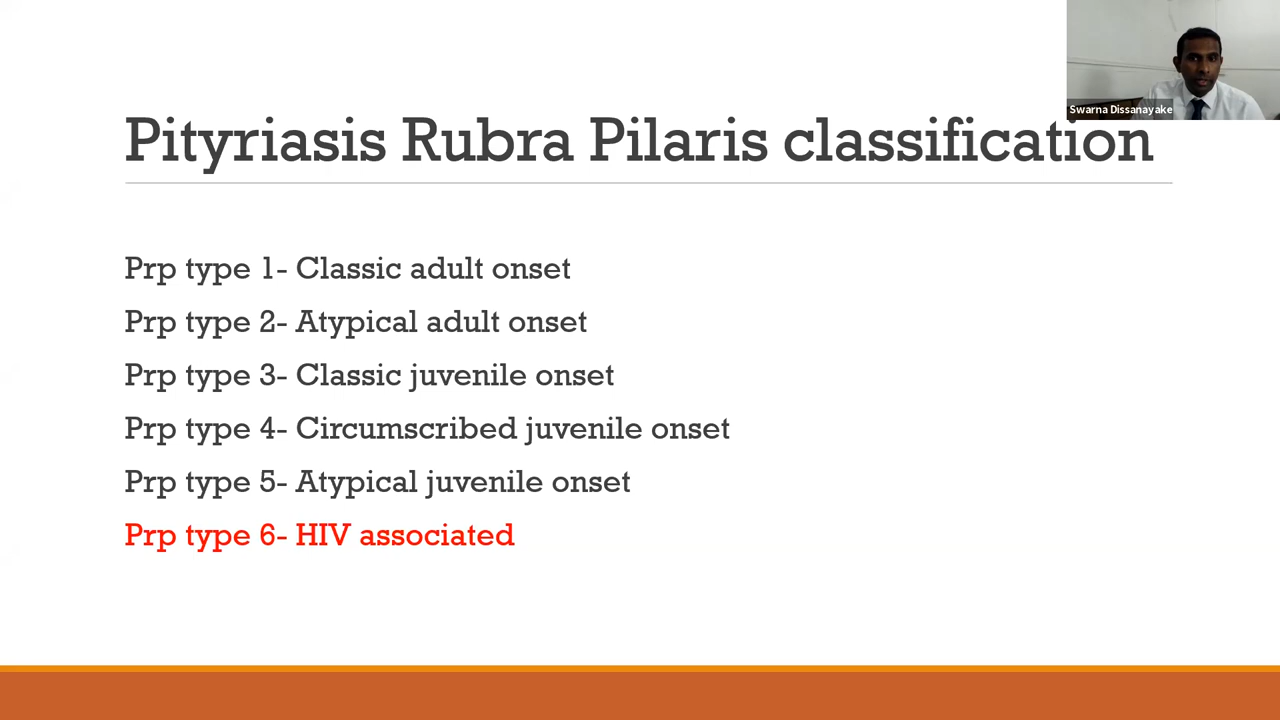 Swarna Dissanayake
Pityriasis Rubra Pilaris classification
Prp type 1- Classic adult onset
Prp type 2- Atypical adult onset
Prp type 3- Classic juvenile onset
Prp type 4- Circumscribed juvenile onset
Prp type 5- Atypical juvenile onset
Prp type 6- HIV associated